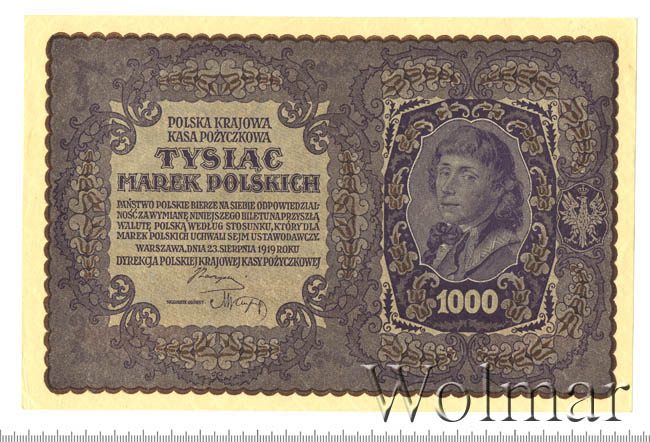 POLSKA KRAJOWA
KASA POŻYCZKOWA
TYSIĄC
MAREK POLSKICH
PAŃSTWO POLSKIE BIERZE NA SIEBIE ODPOWIEDZIAL-
NOŚĆ ZA WYMIANĘ NINIEJSZEGO BILETU NA PRZYSZŁĄ
WALUTĘ POLSKĄ WEDŁUG STOSUNKU, KTÓRY DLA
MAREK POLSKICH UCHWALI SEJM USTAWODAWCZY.
WARSZAWA, DNIA 23. SIERPNIA 1919 ROKU
DYREKCJA POLSKIEJ KRAJOWEJ KASY POŻYCZKOWEJ
1000
Wolmar